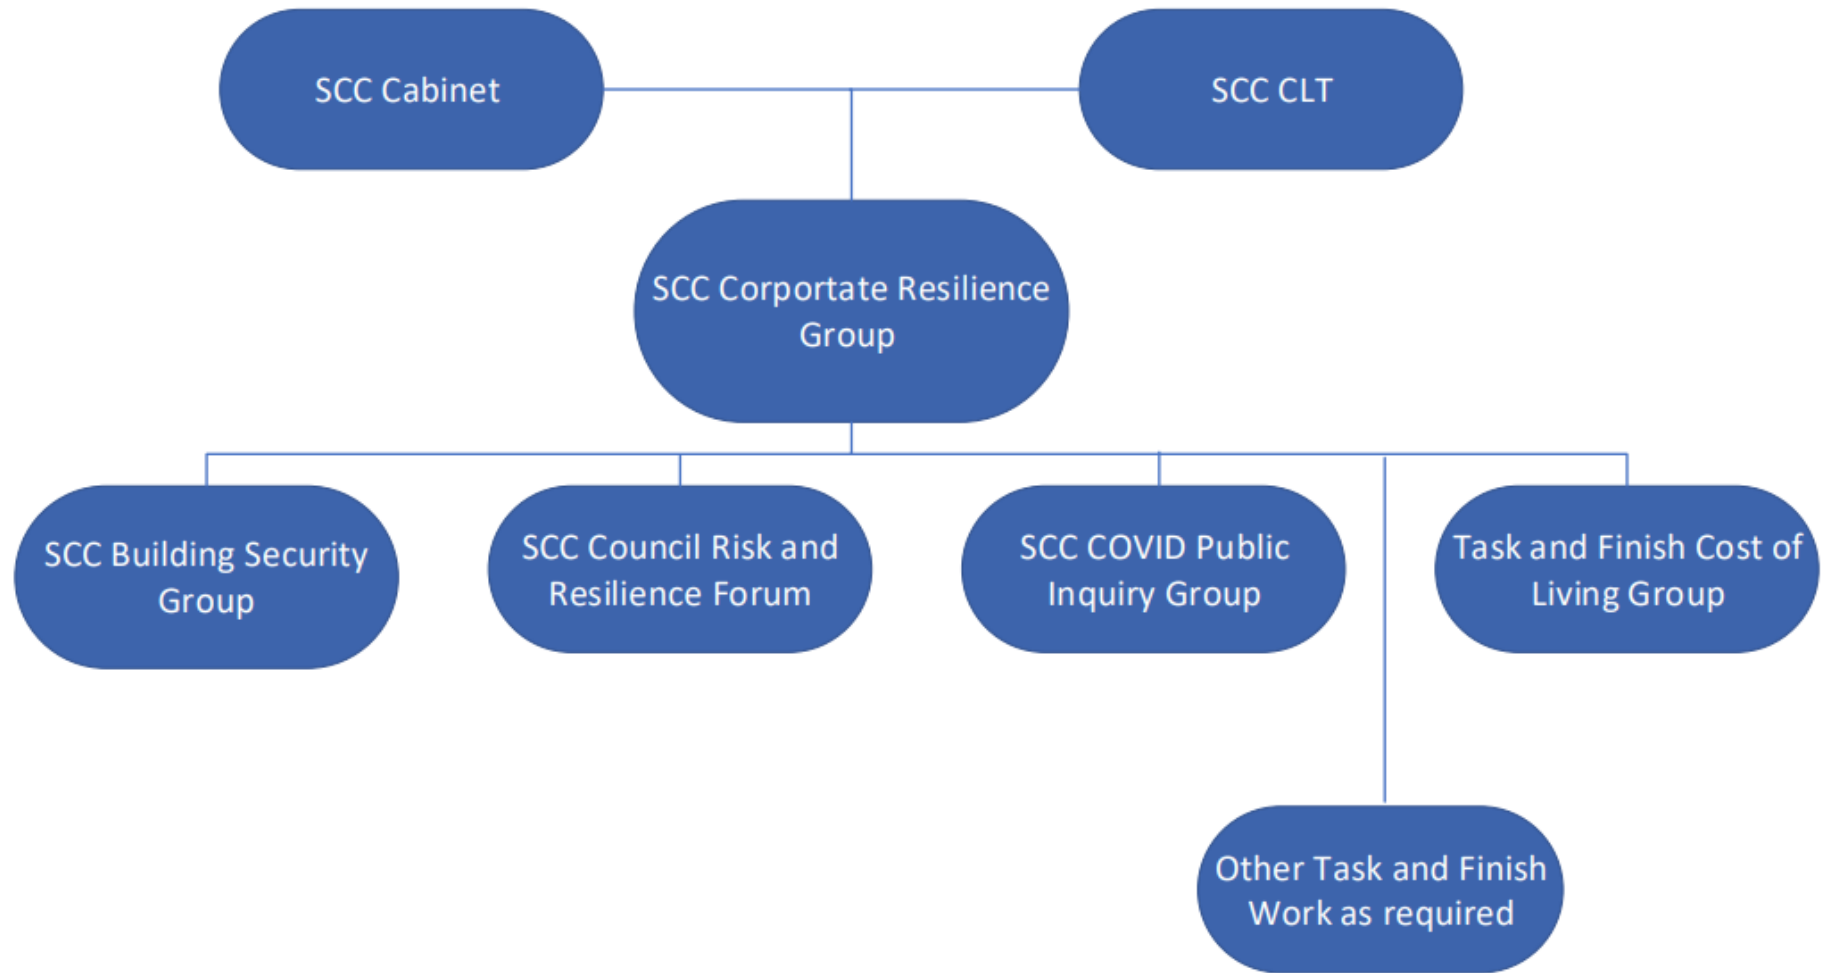 SCC Cabinet
SCC CLT
SCC Corportate Resilience
Group
SCC Building Security
Group
SCC Council Risk and
Resilience Forum
SCC COVID Public
Inquiry Group
Task and Finish Cost of
Living Group
Other Task and Finish
Work as required